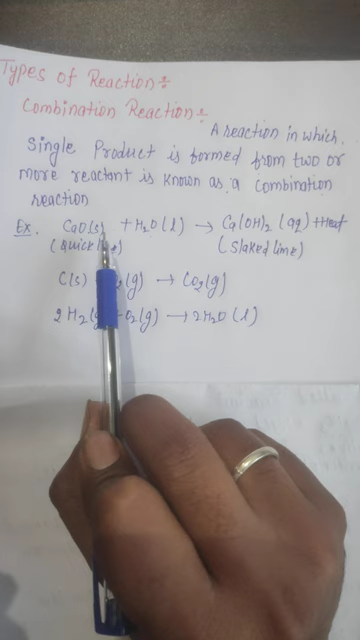 Types of Reaction:
Combination Reaction:
A reaction in which
Single Product is formed from two or
more reactant is known as a combination
reaction
Ex. CaO(s) + H2O(l) → Ca(OH)2 (aq) + Heat
(Quick (Slaked lime)
C(s) (g) → CO2(g)
2H2(g O2(g) → 2H2O(l)